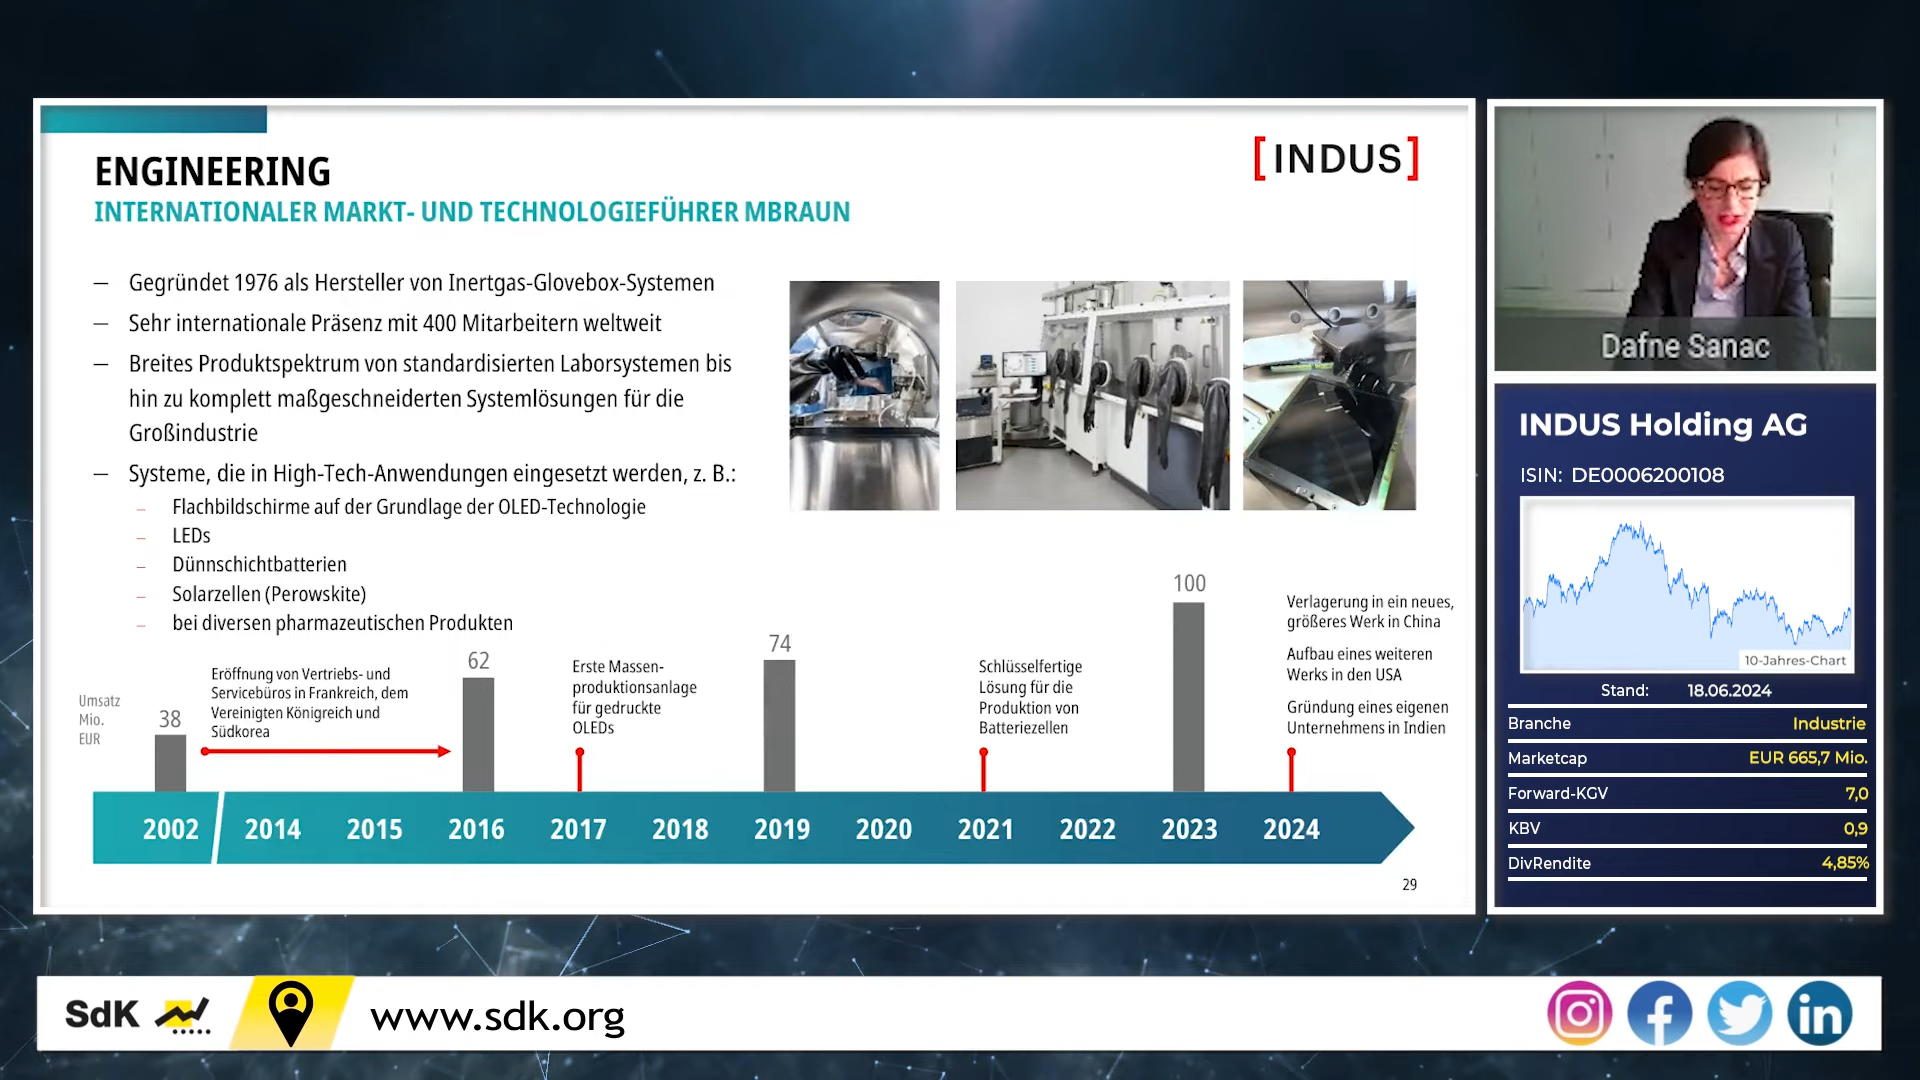 ENGINEERING
INTERNATIONALER MARKT- UND TECHNOLOGIEFÜHRER MBRAUN
[INDUS]
— Gegründet 1976 als Hersteller von Inertgas-Glovebox-Systemen
— Sehr internationale Präsenz mit 400 Mitarbeitern weltweit
— Breites Produktspektrum von standardisierten Laborsystemen bis
hin zu komplett maßgeschneiderten Systemlösungen für die
Großindustrie
— Systeme, die in High-Tech-Anwendungen eingesetzt werden, z. B.:
– Flachbildschirme auf der Grundlage der OLED-Technologie
– LEDs
– Dünnschichtbatterien
– Solarzellen (Perowskite)
– bei diversen pharmazeutischen Produkten
Umsatz
Mio.
EUR
38
Eröffnung von Vertriebs- und
Servicebüros in Frankreich, dem
Vereinigten Königreich und
Südkorea
62
Erste Massen-
produktionsanlage
für gedruckte
OLEDs
74
Schlüsselfertige
Lösung für die
Produktion von
Batteriezellen
100
Verlagerung in ein neues,
größeres Werk in China
Aufbau eines weiteren
Werks in den USA
Gründung eines eigenen
Unternehmens in Indien
2002 2014 2015 2016 2017 2018 2019 2020 2021 2022 2023 2024
29
Dafne Sanac
INDUS Holding AG
ISIN: DE0006200108
10-Jahres-Chart
Stand: 18.06.2024
Branche Industrie
Marketcap EUR 665,7 Mio.
Forward-KGV 7,0
KBV 0,9
DivRendite 4,85%
SdK
www.sdk.org